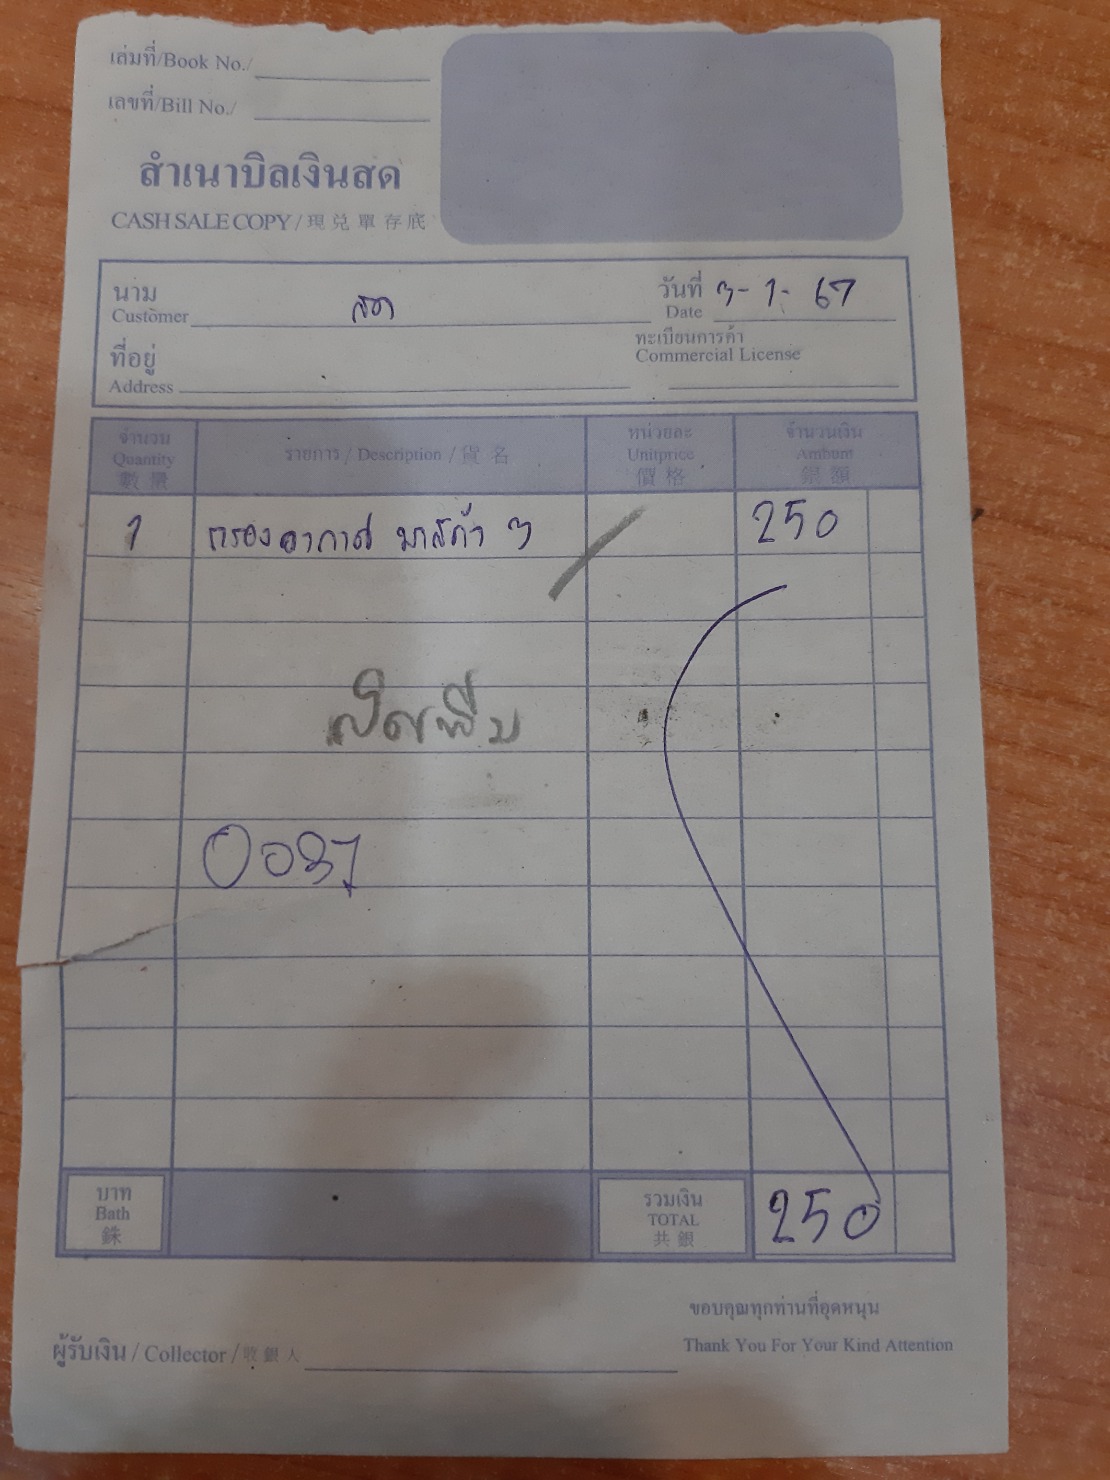 เล่มที่/Book No./
เลขที่/Bill No./
สำเนาบิลเงินสด
CASH SALE COPY / 現兌單存底
นาม
Customer
วันที่ 3-1-67
Date
ทะเบียนการค้า
Commercial License
ที่อยู่
Address
จำนวน
Quantity
數量
รายการ / Description / 貨名
หน่วยละ
Unitprice
價格
จำนวนเงิน
Amount
銀額
1 กรองอากาศ มาสด้า 3 250
0087
บาท
Bath
銖
รวมเงิน
TOTAL
共銀
250
ขอบคุณทุกท่านที่อุดหนุน
Thank You For Your Kind Attention
ผู้รับเงิน / Collector / 收銀人